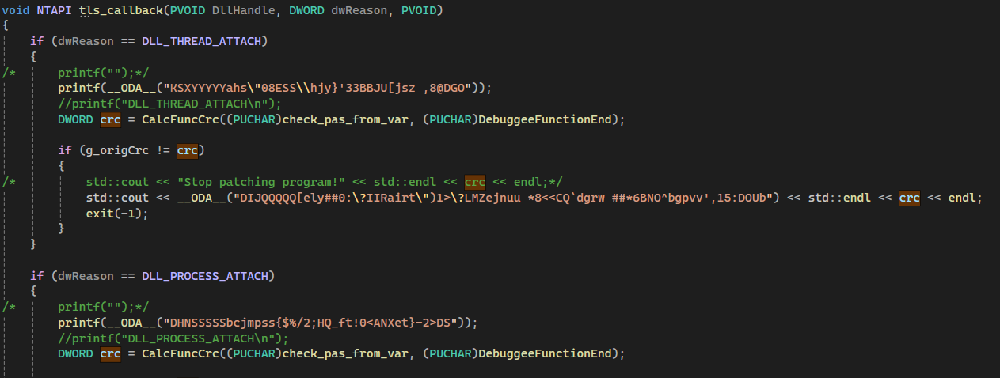 void NTAPI tls_callback(PVOID DllHandle, DWORD dwReason, PVOID)
{
    if (dwReason == DLL_THREAD_ATTACH)
    {
/*      printf("");*/
        printf(__ODA__("KSXYYYYYahs\"08ESS\\hjy}'33BBJU[jsz ,8@DGO"));
        //printf("DLL_THREAD_ATTACH\n");
        DWORD crc = CalcFuncCrc((PUCHAR)check_pas_from_var, (PUCHAR)DebuggeeFunctionEnd);

        if (g_origCrc != crc)
        {
/*          std::cout << "Stop patching program!" << std::endl << crc << endl;*/
            std::cout << __ODA__("DIJQQQQQ[ely##0:\?IIRairt\")1>\?LMZejnuu *8<<CQ`dgrw ##*6BNO^bgpvv',15:DOUb") << std::endl << crc << endl;
            exit(-1);
        }
    }

    if (dwReason == DLL_PROCESS_ATTACH)
    {
/*      printf("");*/
        printf(__ODA__("DHNSSSSSbcjmpss{$%/2;HQ_ft!0<ANXet}-2>DS"));
        //printf("DLL_PROCESS_ATTACH\n");
        DWORD crc = CalcFuncCrc((PUCHAR)check_pas_from_var, (PUCHAR)DebuggeeFunctionEnd);